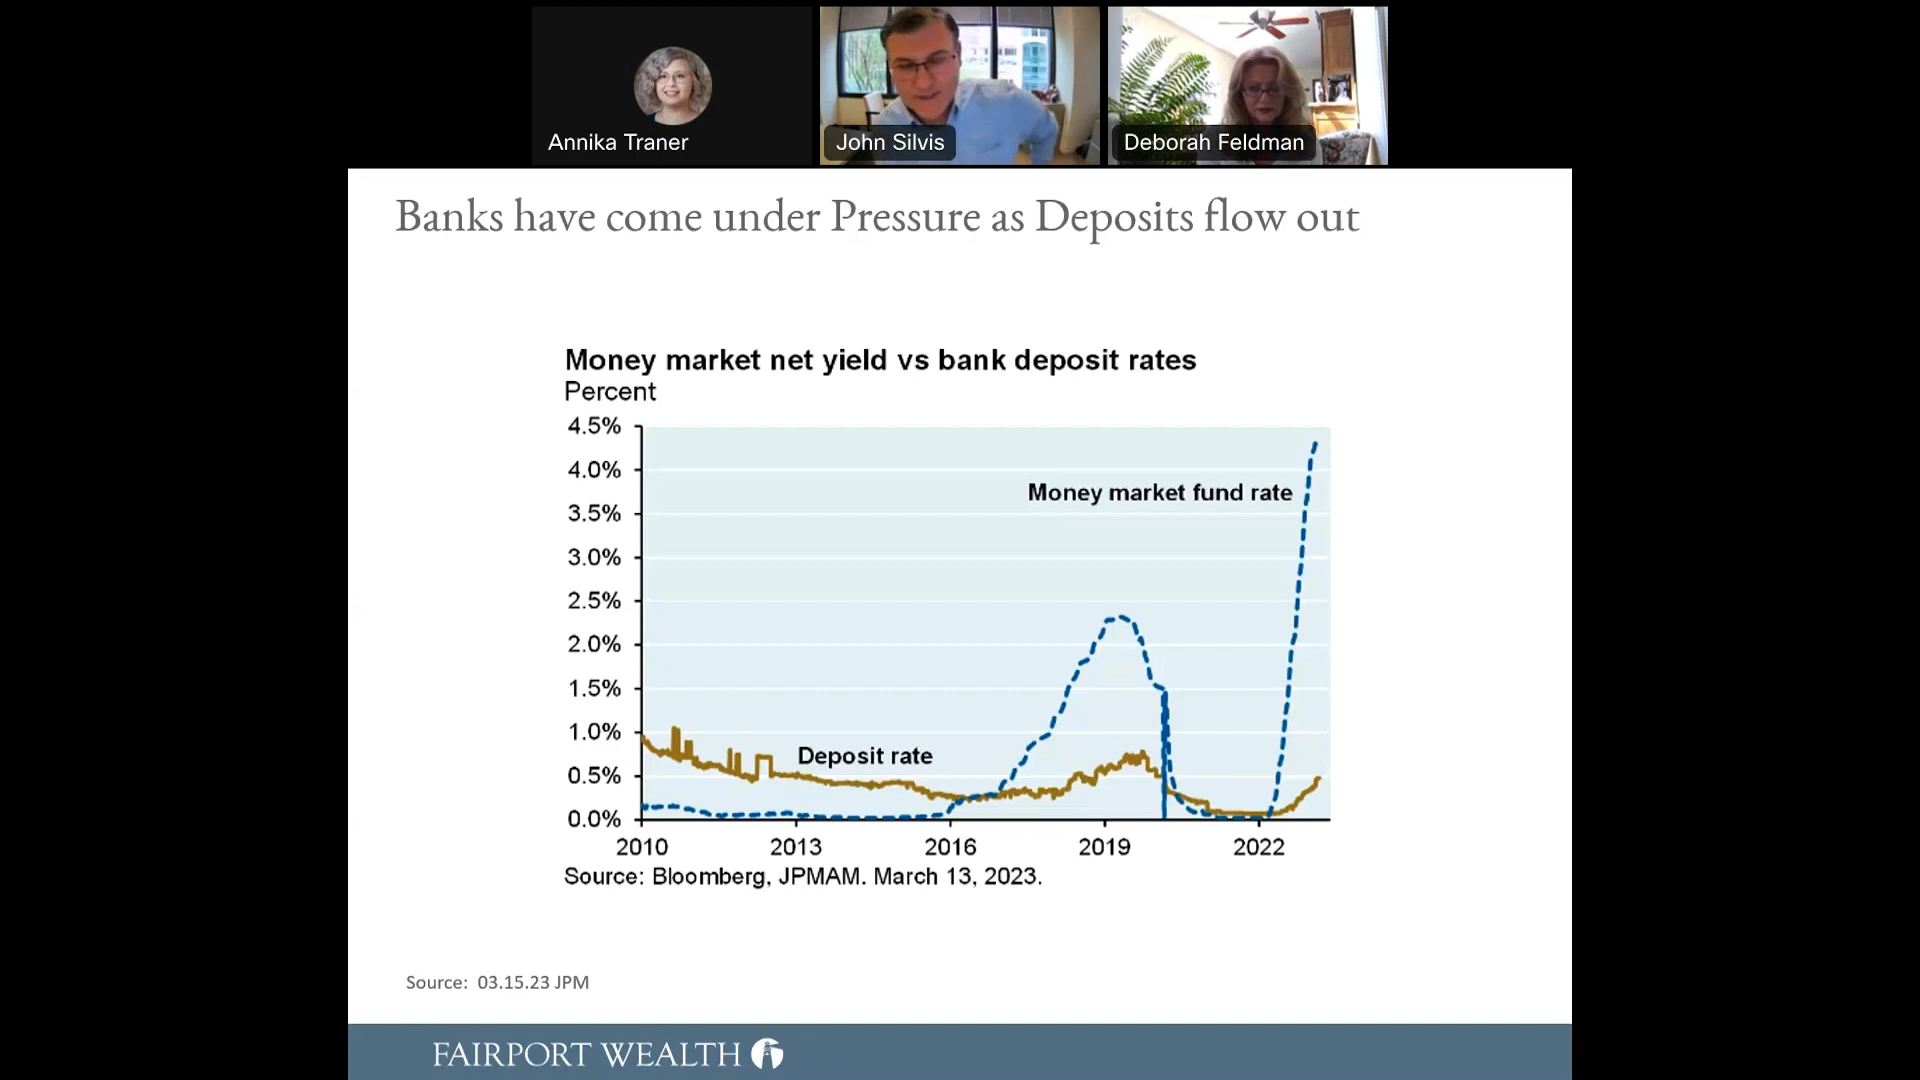 Annika Traner
John Silvis
Deborah Feldman
Banks have come under Pressure as Deposits flow out
Money market net yield vs bank deposit rates
Percent
4.5%
4.0%
Money market fund rate
3.5%
3.0%
2.5%
2.0%
1.5%
1.0%
Deposit rate
0.5%
0.0%
2010 2013 2016 2019 2022
Source: Bloomberg, JPMAM. March 13, 2023.
Source: 03.15.23 JPM
FAIRPORT WEALTH